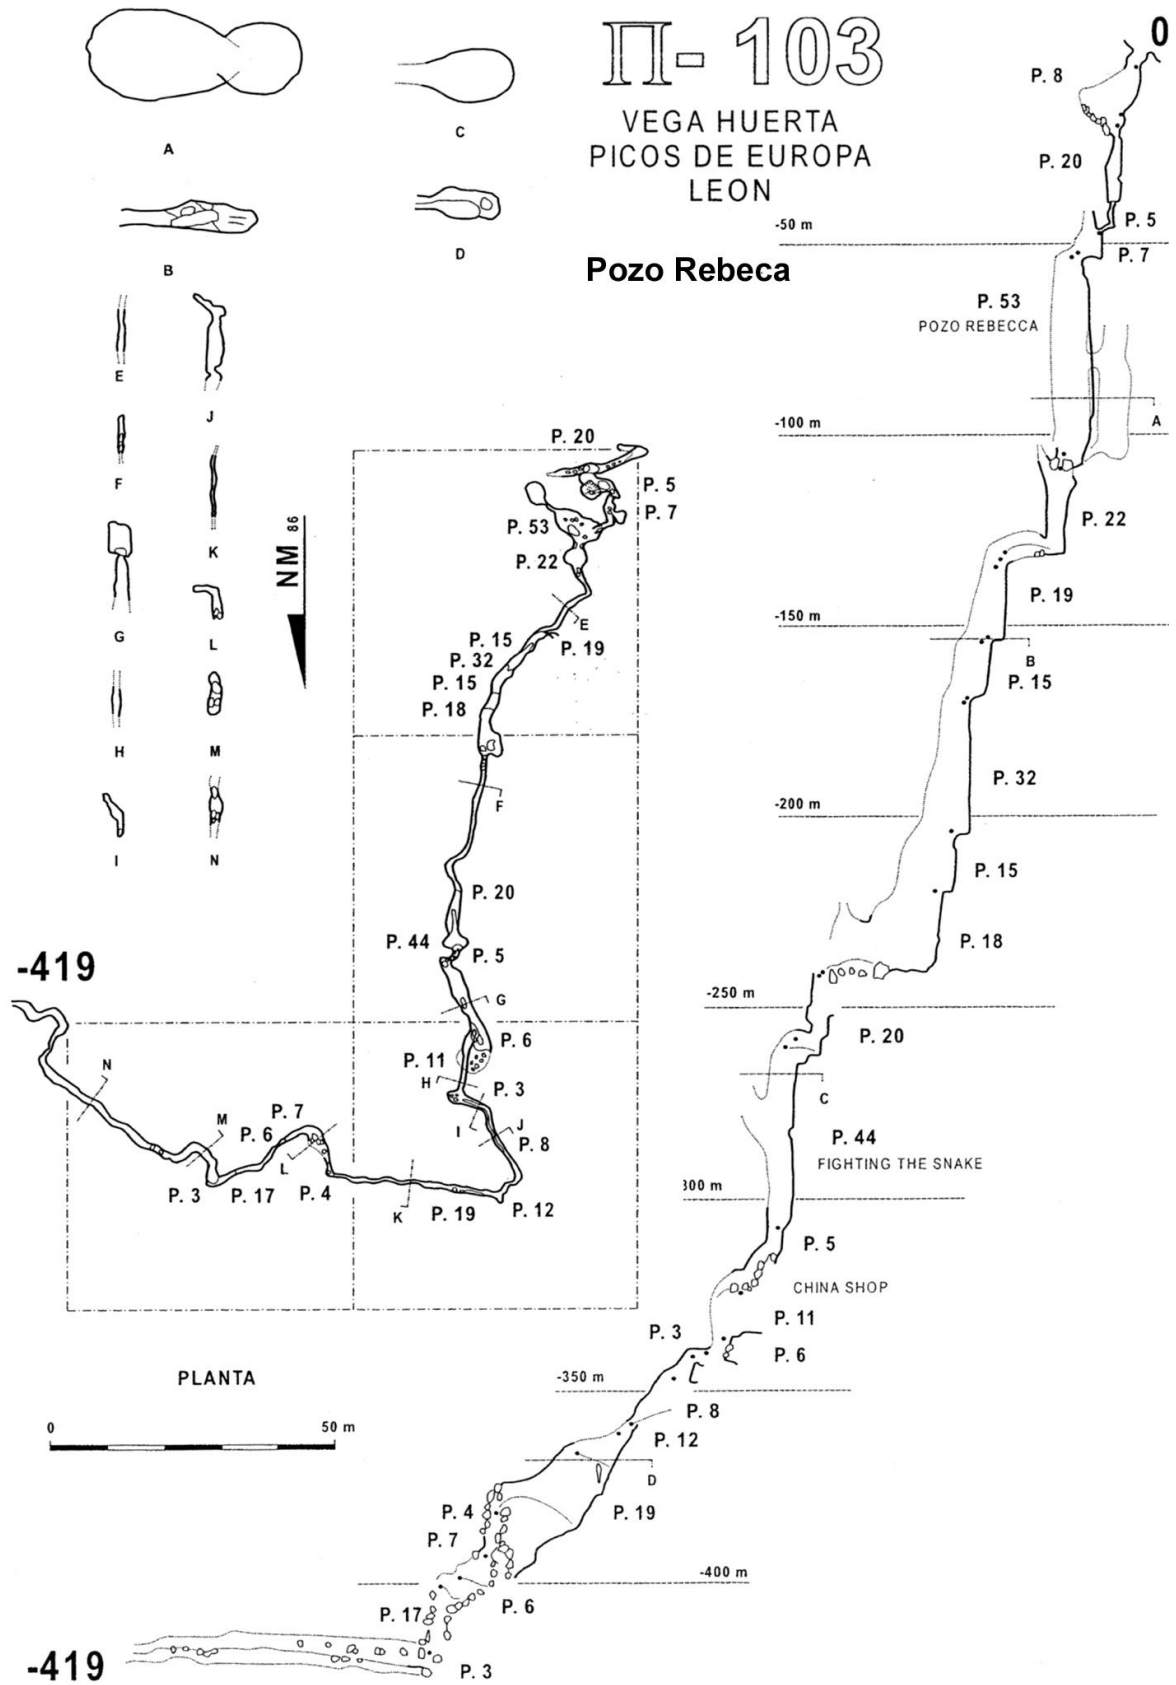 Π- 103
VEGA HUERTA
PICOS DE EUROPA
LEON
Pozo Rebeca
A
B
C
D
E
F
G
H
I
J
K
L
M
N
NM 86
P. 20
P. 5
P. 7
P. 53
P. 22
E
P. 15
P. 19
P. 32
P. 15
P. 18
F
P. 20
P. 44
P. 5
G
P. 6
P. 11
H
P. 3
I
J
P. 8
-419
N
M
P. 7
P. 6
L
P. 3
P. 17
P. 4
K
P. 19
P. 12
PLANTA
0
50 m
0
P. 8
P. 20
P. 5
-50 m
P. 7
P. 53
POZO REBECCA
A
-100 m
P. 22
P. 19
-150 m
B
P. 15
P. 32
-200 m
P. 15
P. 18
-250 m
P. 20
C
P. 44
FIGHTING THE SNAKE
300 m
P. 5
CHINA SHOP
P. 11
P. 3
P. 6
-350 m
P. 8
P. 12
D
P. 4
P. 19
P. 7
-400 m
P. 17
P. 6
-419
P. 3